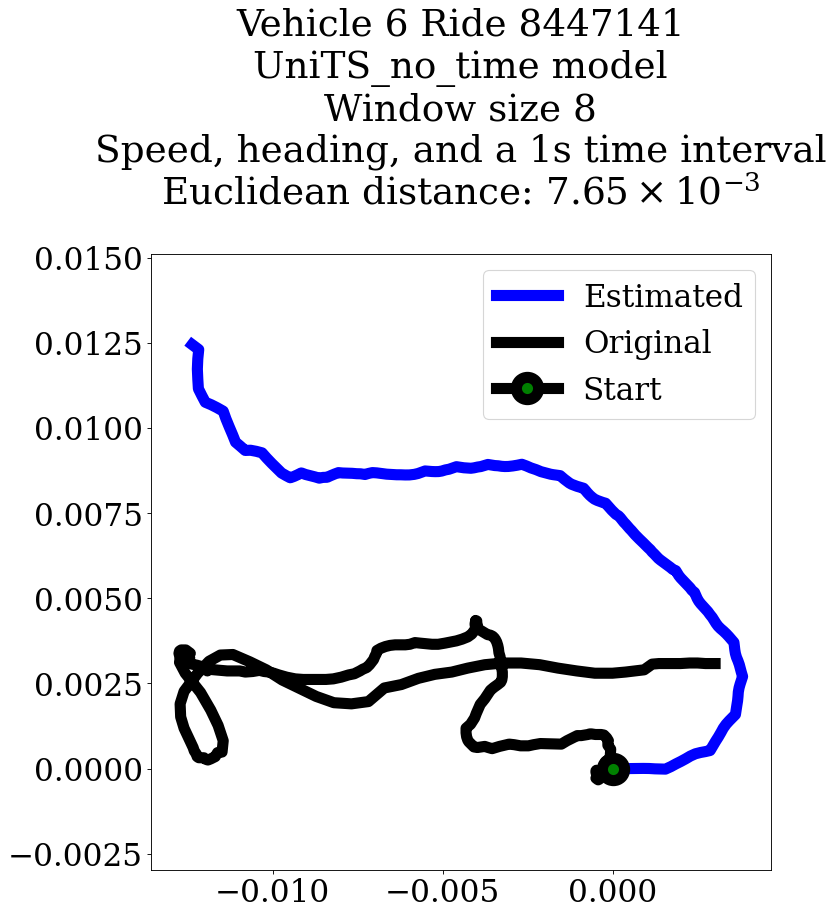 Vehicle 6 Ride 8447141
UniTS_no_time model
Window size 8
Speed, heading, and a 1s time interval
Euclidean distance: 7.65 × 10⁻³
0.0150
0.0125
0.0100
0.0075
0.0050
0.0025
0.0000
−0.0025
Estimated
Original
Start
−0.010
−0.005
0.000